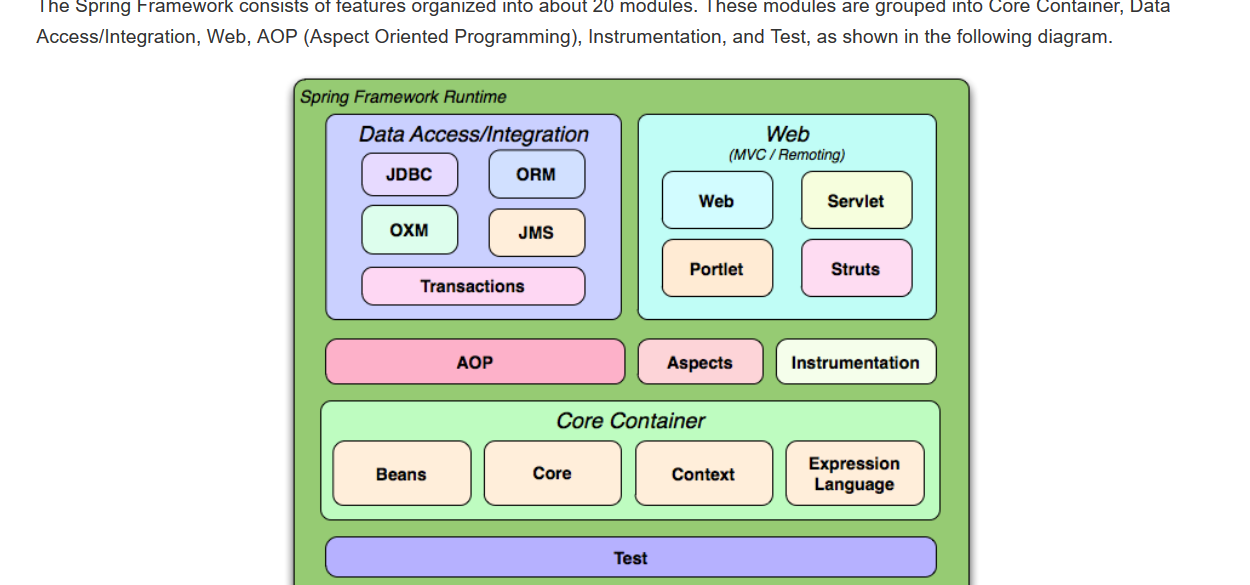 The Spring Framework consists of features organized into about 20 modules. These modules are grouped into Core Container, Data
Access/Integration, Web, AOP (Aspect Oriented Programming), Instrumentation, and Test, as shown in the following diagram.
Spring Framework Runtime
Data Access/Integration
JDBC
ORM
OXM
JMS
Transactions
Web
(MVC / Remoting)
Web
Servlet
Portlet
Struts
AOP
Aspects
Instrumentation
Core Container
Beans
Core
Context
Expression
Language
Test